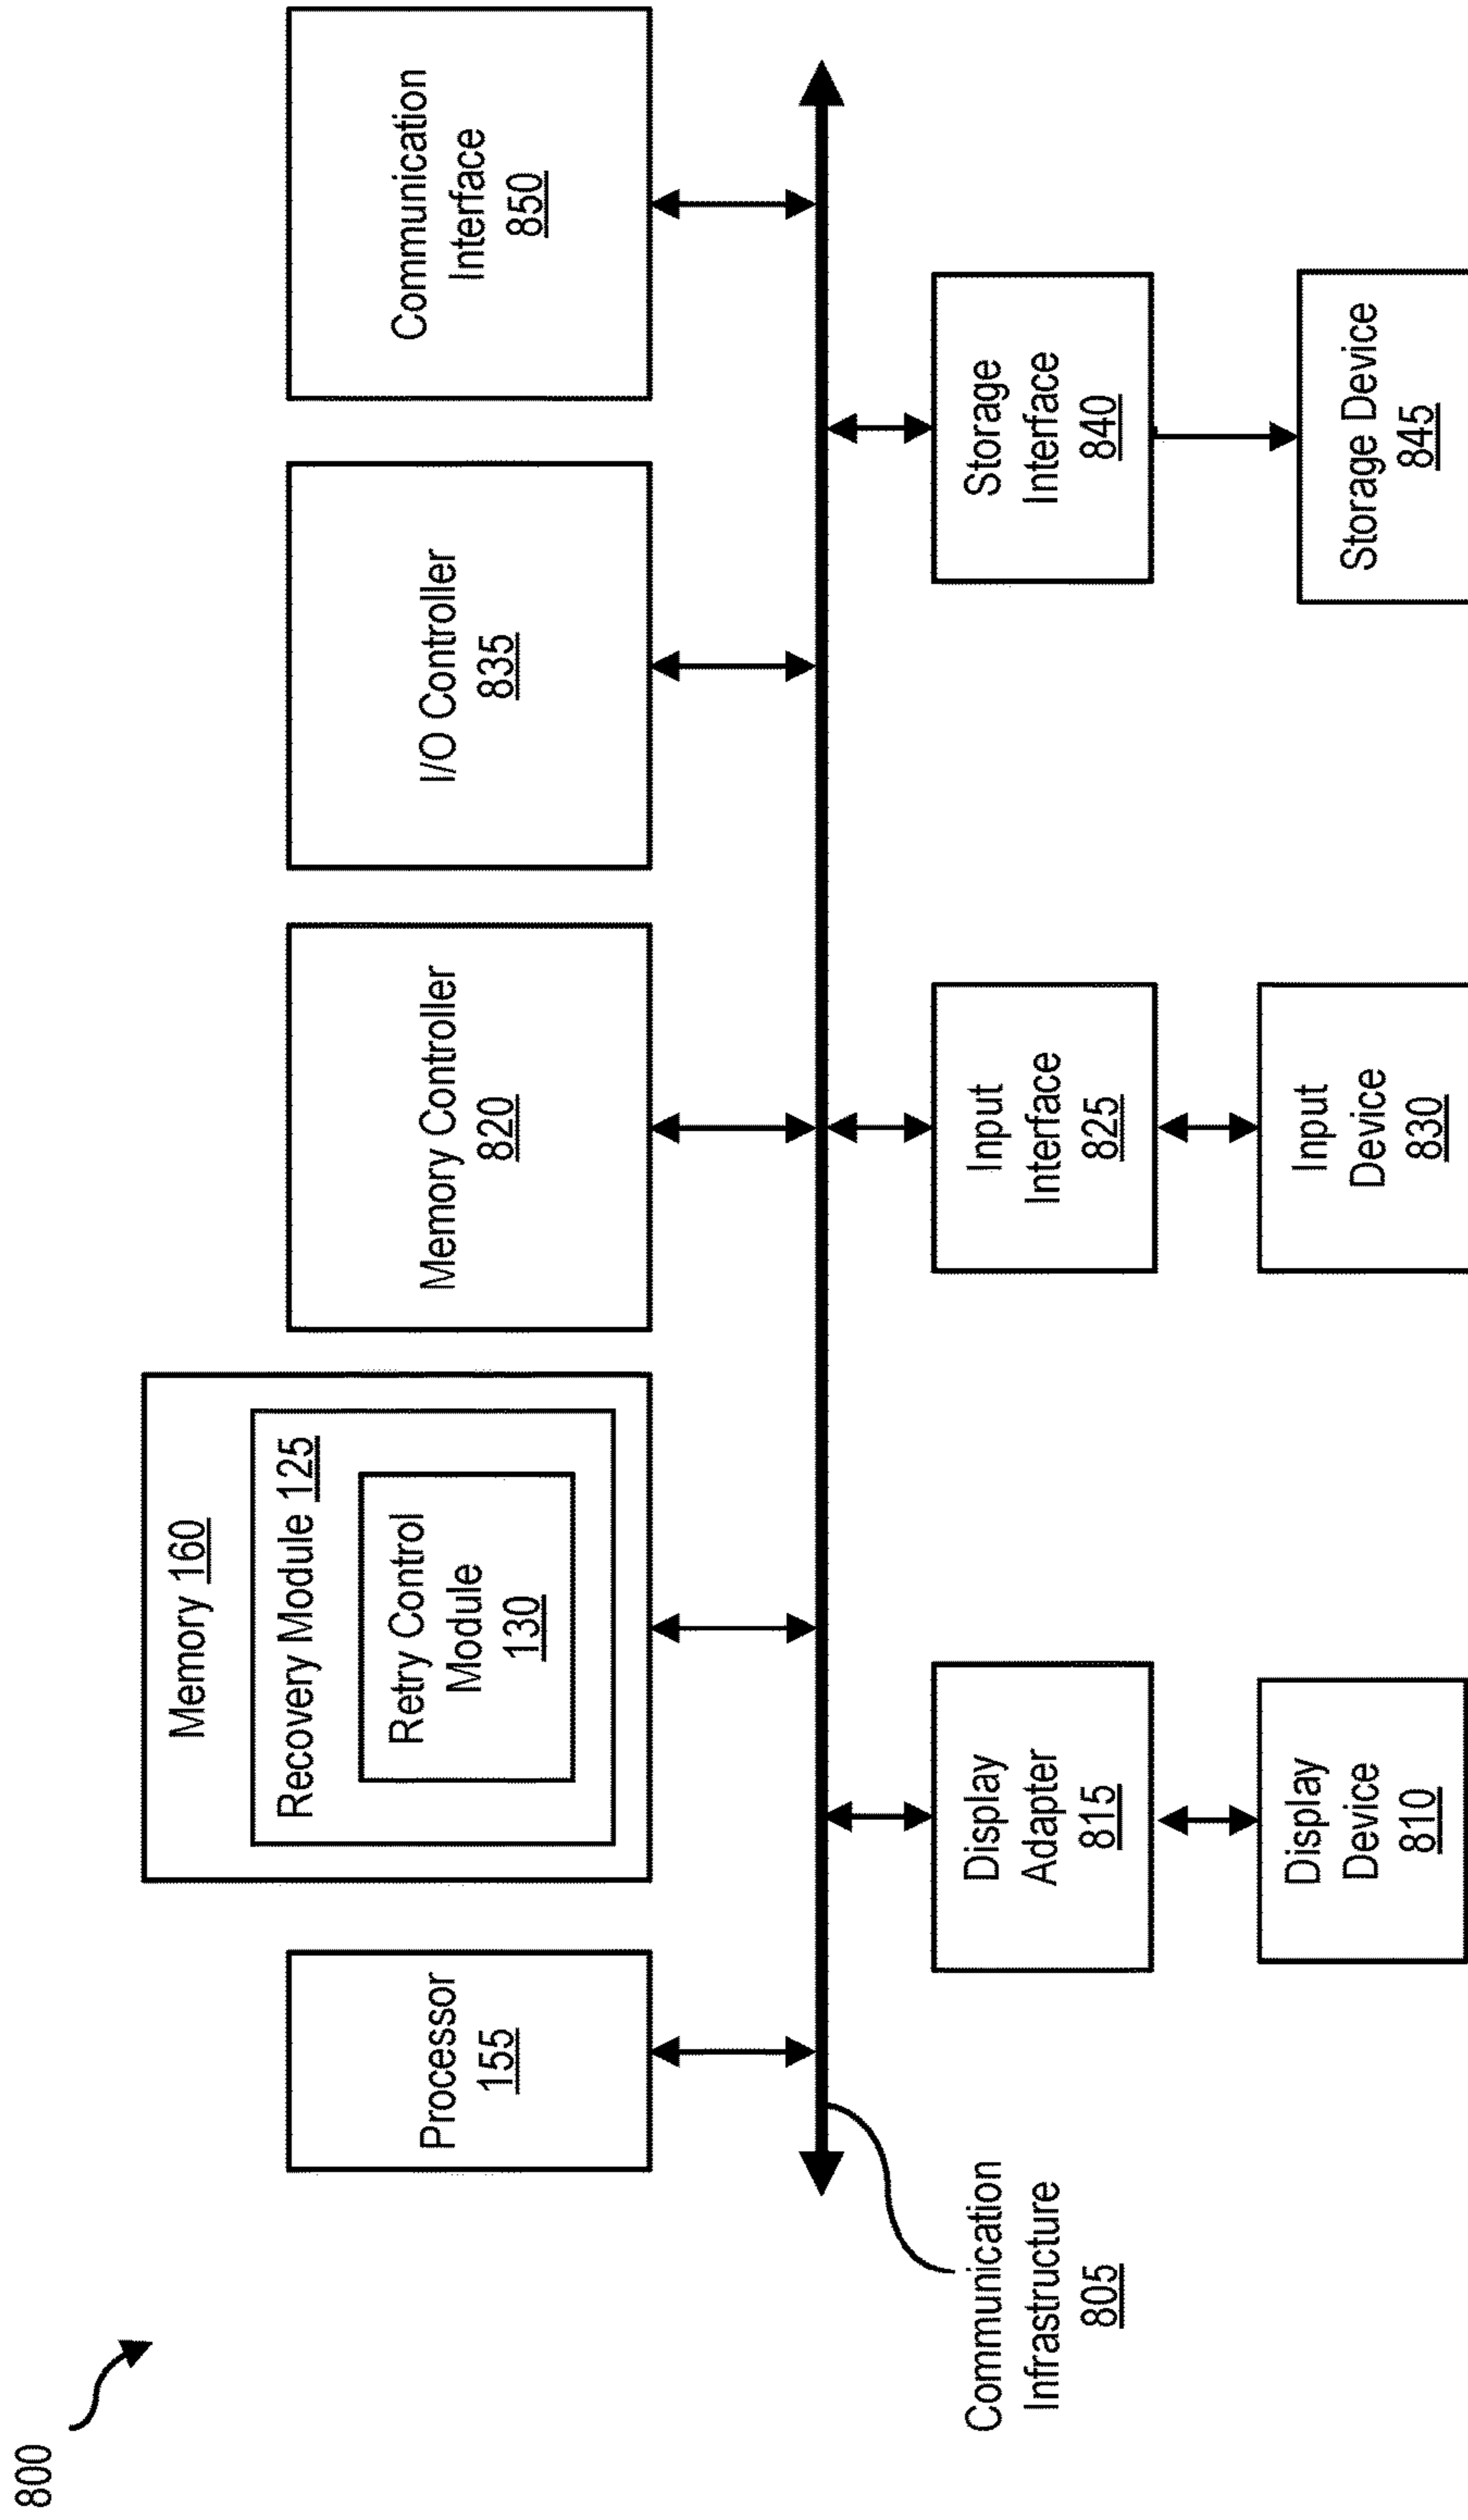 800
Processor
155
Memory 160
Recovery Module 125
Retry Control
Module
130
Memory Controller
820
I/O Controller
835
Communication
Interface
850
Communication
Infrastructure
805
Display
Adapter
815
Input
Interface
825
Storage
Interface
840
Display
Device
810
Input
Device
830
Storage Device
845